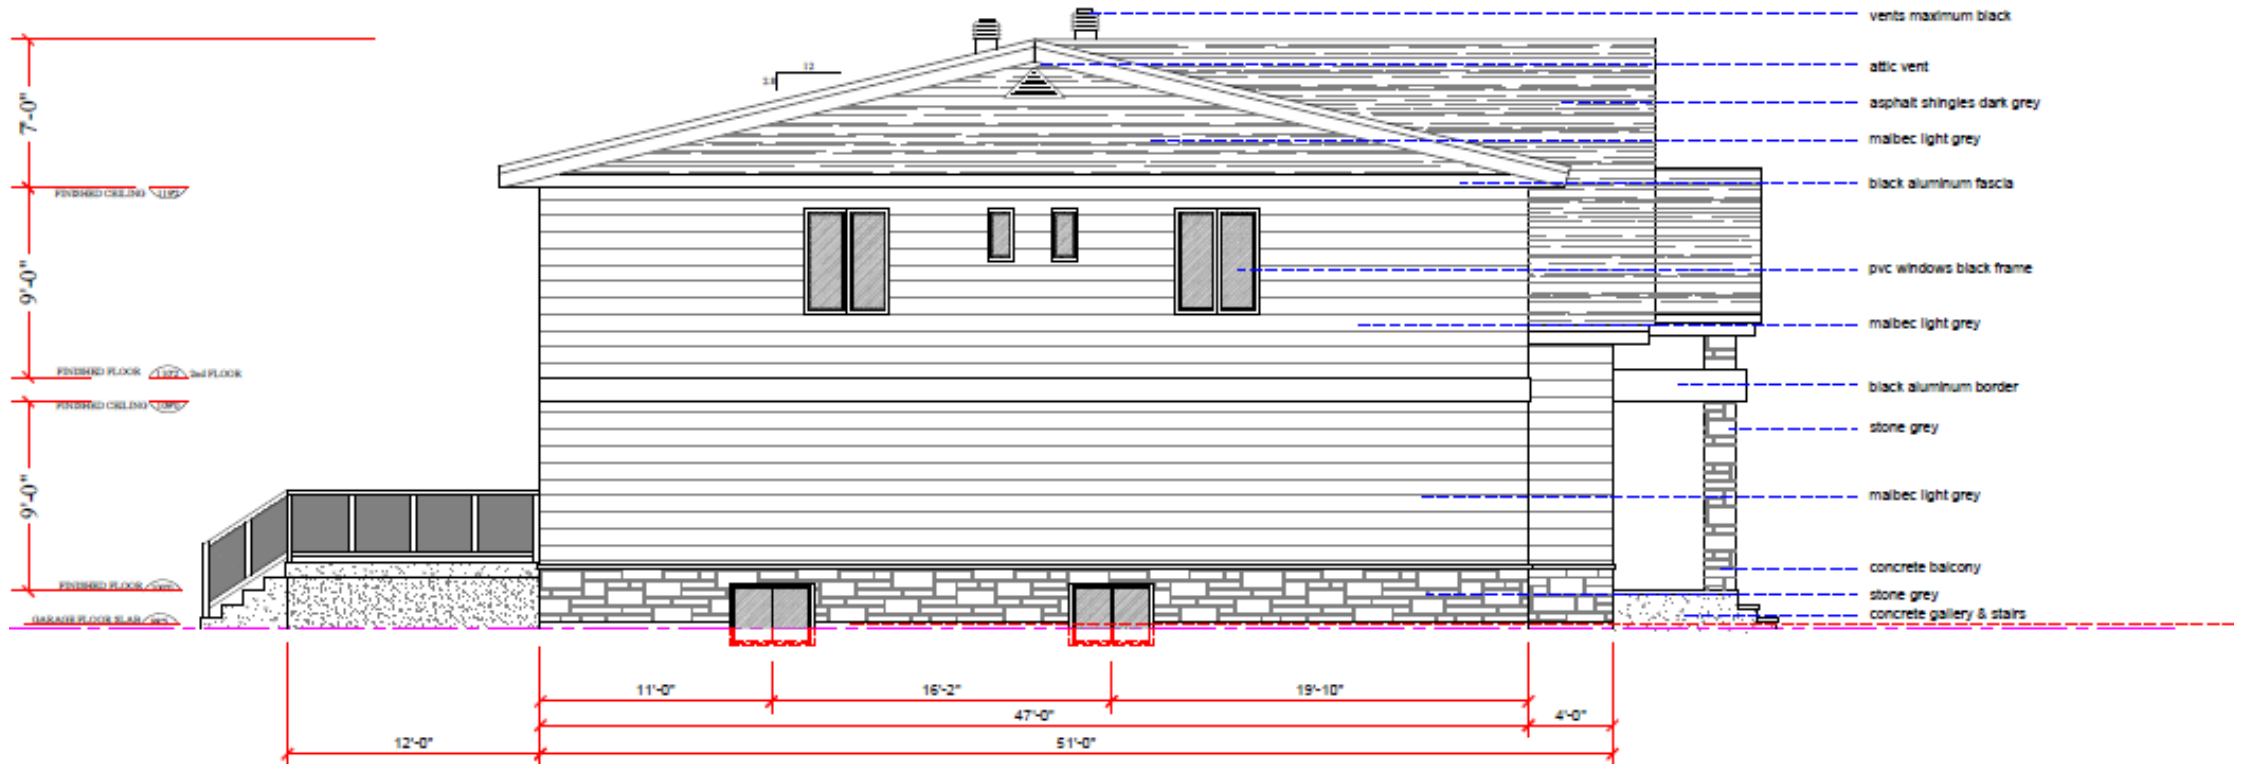 vents maximum black
12
attic vent
7'-0"
asphalt shingles dark grey
maibec light grey
FINISHED CEILING
black aluminum fascia
9'-0"
pvc windows black frame
maibec light grey
FINISHED FLOOR 2nd FLOOR
black aluminum border
FINISHED CEILING
stone grey
9'-0"
maibec light grey
concrete balcony
FINISHED FLOOR
stone grey
GARAGE FLOOR SLAB
concrete gallery & stairs
11'-0" 16'-2" 19'-10"
47'-0" 4'-0"
12'-0" 51'-0"